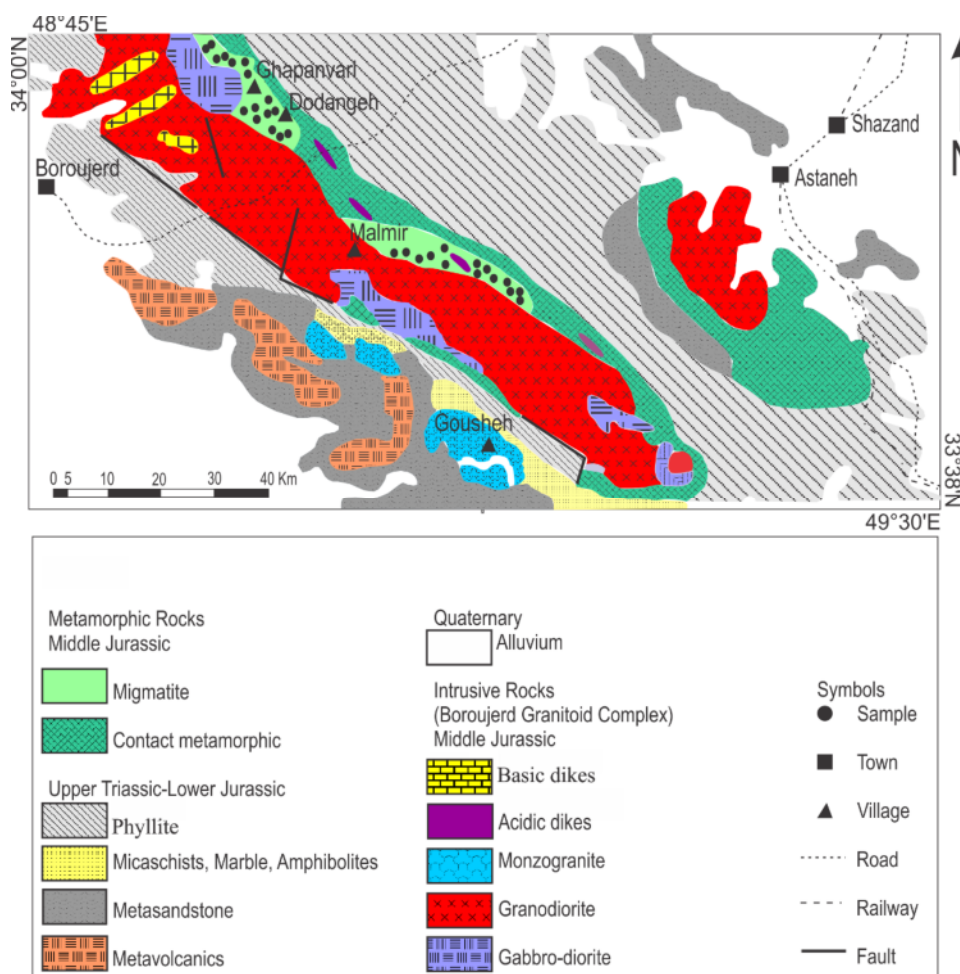 48°45'E
34°00'N
Ghapanvari
Dodangeh
Shazand
N
Boroujerd
Astaneh
Malmir
Gousheh
0 5 10 20 30 40 Km
33°38'N
49°30'E
Metamorphic Rocks
Middle Jurassic
Migmatite
Contact metamorphic
Upper Triassic-Lower Jurassic
Phyllite
Micaschists, Marble, Amphibolites
Metasandstone
Metavolcanics
Quaternary
Alluvium
Intrusive Rocks
(Boroujerd Granitoid Complex)
Middle Jurassic
Basic dikes
Acidic dikes
Monzogranite
Granodiorite
Gabbro-diorite
Symbols
Sample
Town
Village
Road
Railway
Fault